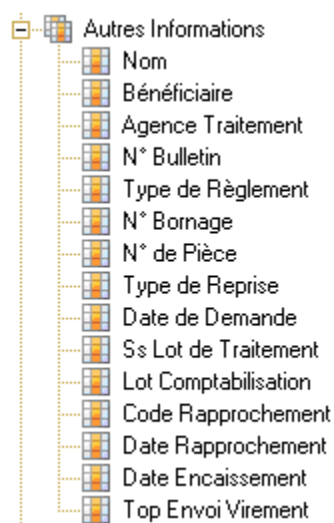 Autres Informations
Nom
Bénéficiaire
Agence Traitement
N° Bulletin
Type de Règlement
N° Bornage
N° de Pièce
Type de Reprise
Date de Demande
Ss Lot de Traitement
Lot Comptabilisation
Code Rapprochement
Date Rapprochement
Date Encaissement
Top Envoi Virement